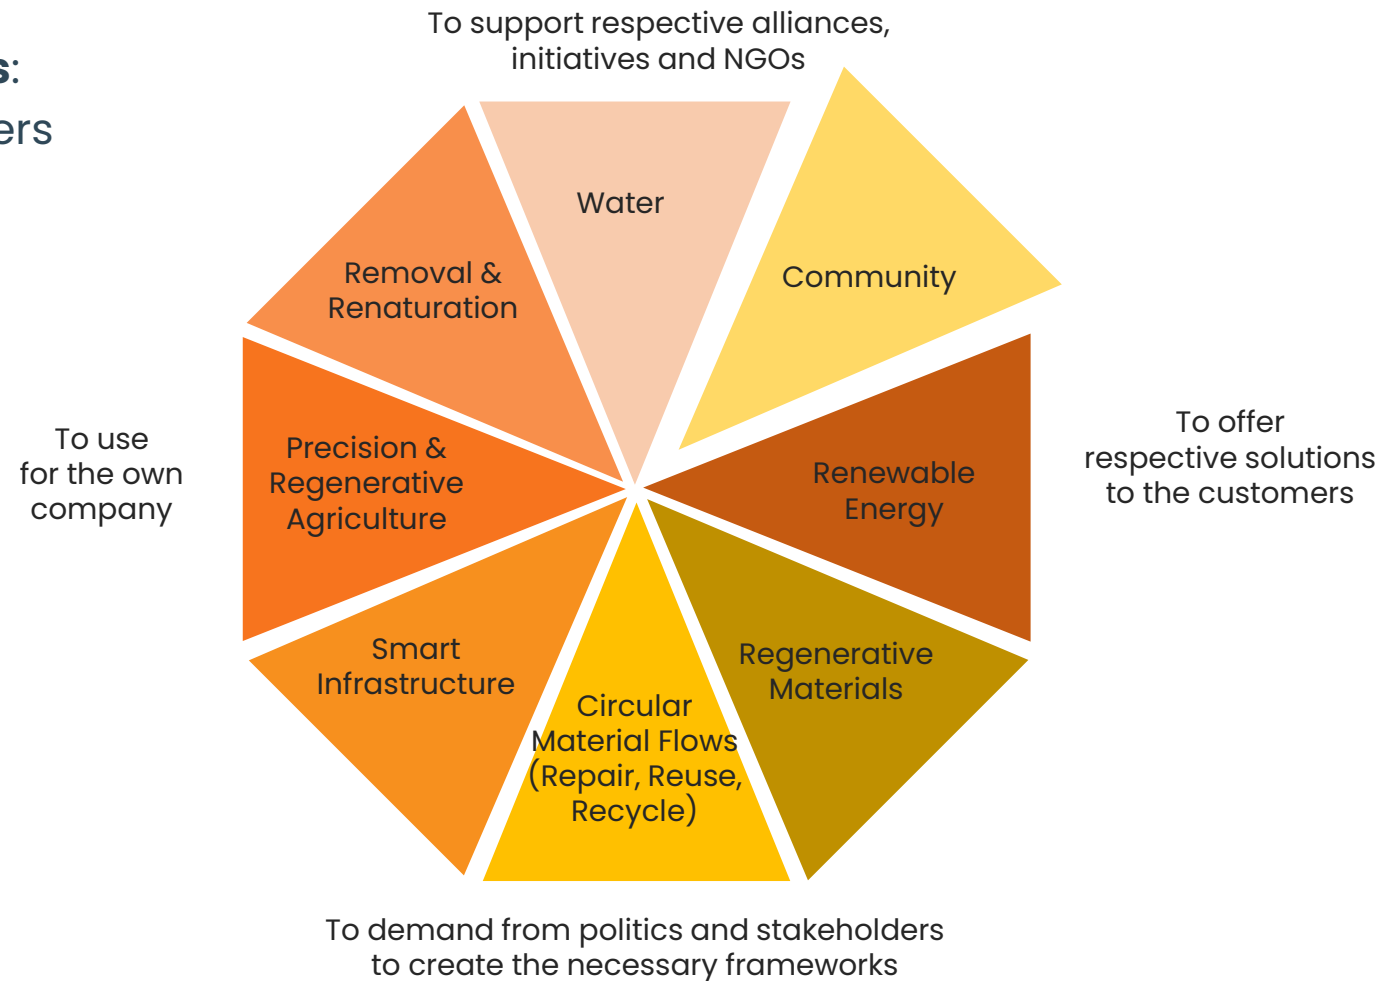 To support respective alliances,
initiatives and NGOs
s:
ers
Water
Community
Removal &
Renaturation
To use
for the own
company
Precision &
Regenerative
Agriculture
Renewable
Energy
To offer
respective solutions
to the customers
Smart
Infrastructure
Regenerative
Materials
Circular
Material Flows
(Repair, Reuse,
Recycle)
To demand from politics and stakeholders
to create the necessary frameworks